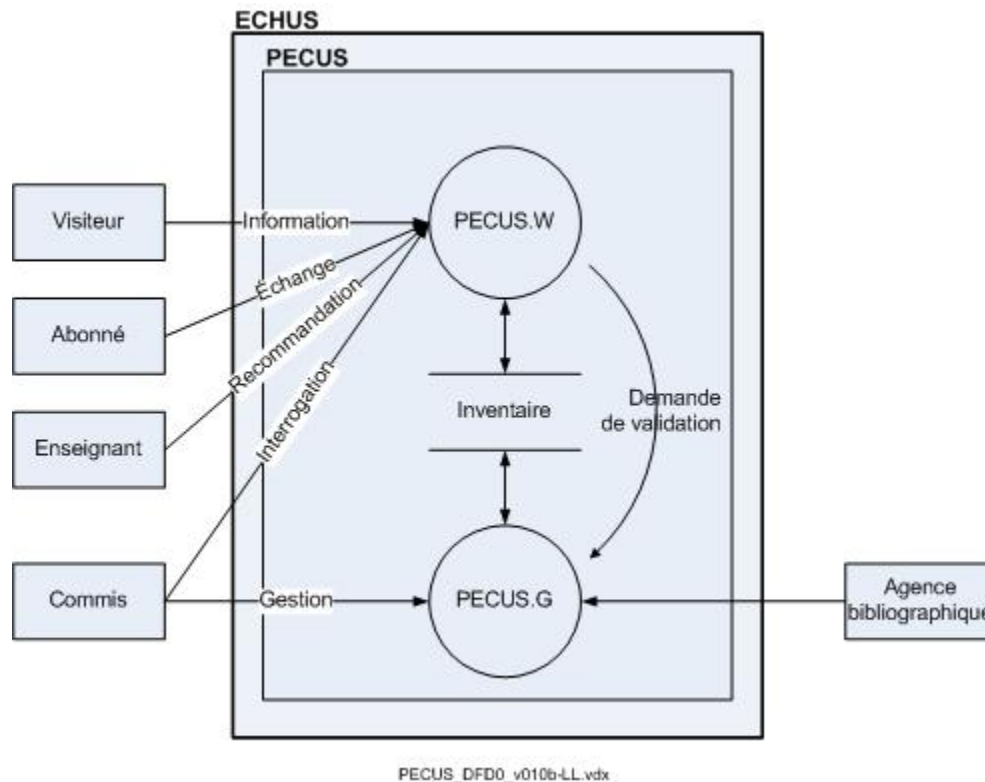 ECHUS
PECUS
Visiteur
Information
PECUS.W
Abonné
Échange
Enseignant
Recommandation
Interrogation
Inventaire
Demande
de validation
Commis
Gestion
PECUS.G
Agence
bibliographique
PECUS_DFD0_v010b-LL.vdx